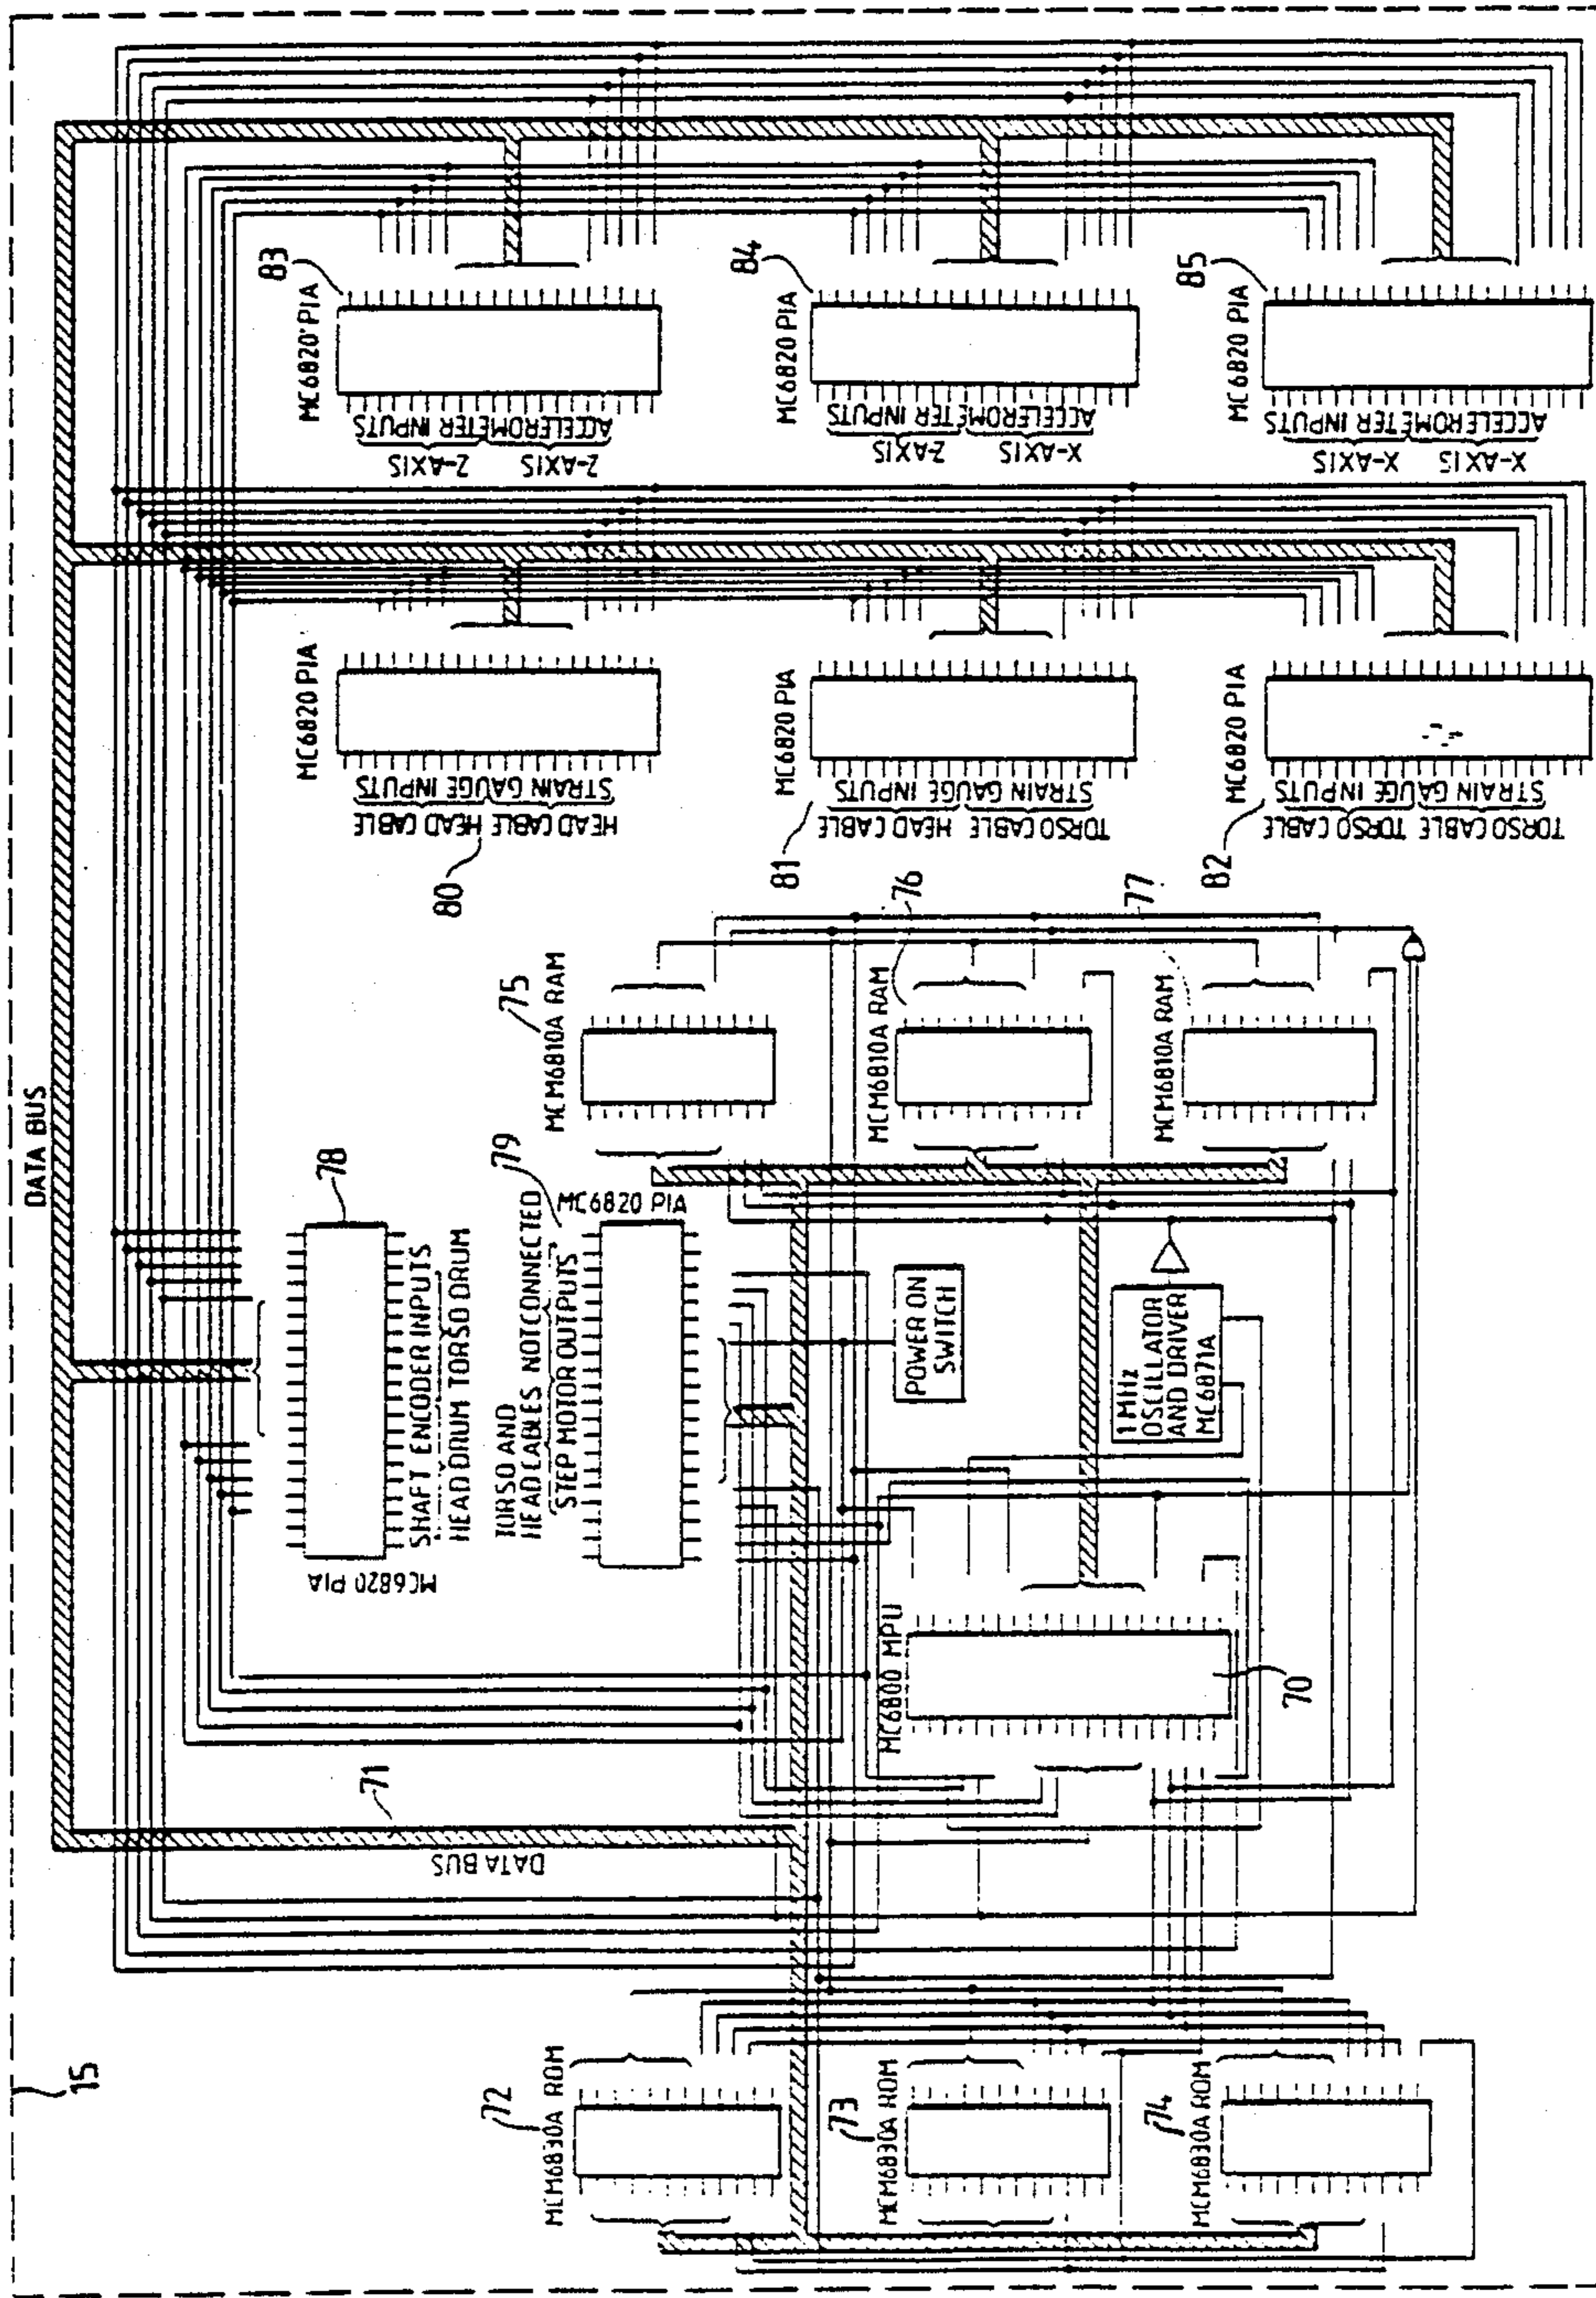 15
DATA BUS
71
DATA BUS
72
MCM6830A ROM
73
MCM6830A ROM
74
MCM6830A ROM
MC6820 PIA
78
SHAFT ENCODER INPUTS
HEAD DRUM TORSO DRUM
TORSO AND
HEAD CABLES NOT CONNECTED
STEP MOTOR OUTPUTS
79
MC6820 PIA
MC6800 MPU
70
POWER ON
SWITCH
1 MHz
OSCILLATOR
AND DRIVER
MC6871A
75
MCM6810A RAM
76
MCM6810A RAM
77
MCM6810A RAM
80
MC6820 PIA
HEAD CABLE HEAD CABLE
STRAIN GAUGE INPUTS
81
MC6820 PIA
TORSO CABLE HEAD CABLE
STRAIN GAUGE INPUTS
82
MC6820 PIA
TORSO CABLE TORSO CABLE
STRAIN GAUGE INPUTS
83
MC6820 PIA
Z-AXIS Z-AXIS
ACCELEROMETER INPUTS
84
MC6820 PIA
X-AXIS Z-AXIS
ACCELEROMETER INPUTS
85
MC6820 PIA
X-AXIS X-AXIS
ACCELEROMETER INPUTS